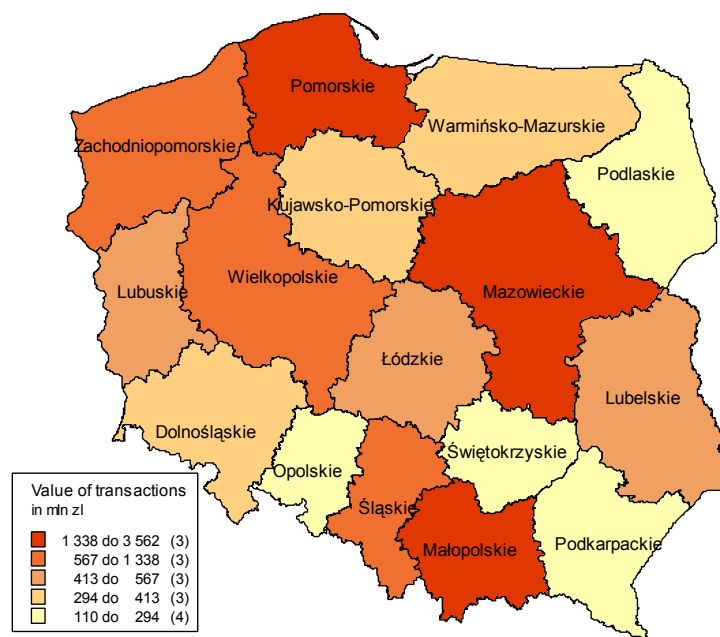 Pomorskie
Warmińsko-Mazurskie
Zachodniopomorskie
Podlaskie
Kujawsko-Pomorskie
Wielkopolskie
Lubuskie
Mazowieckie
Łódzkie
Lubelskie
Dolnośląskie
Świętokrzyskie
Opolskie
Śląskie
Małopolskie
Podkarpackie
Value of transactions
in mln zl
1 338 do 3 562 (3)
567 do 1 338 (3)
413 do 567 (3)
294 do 413 (3)
110 do 294 (4)